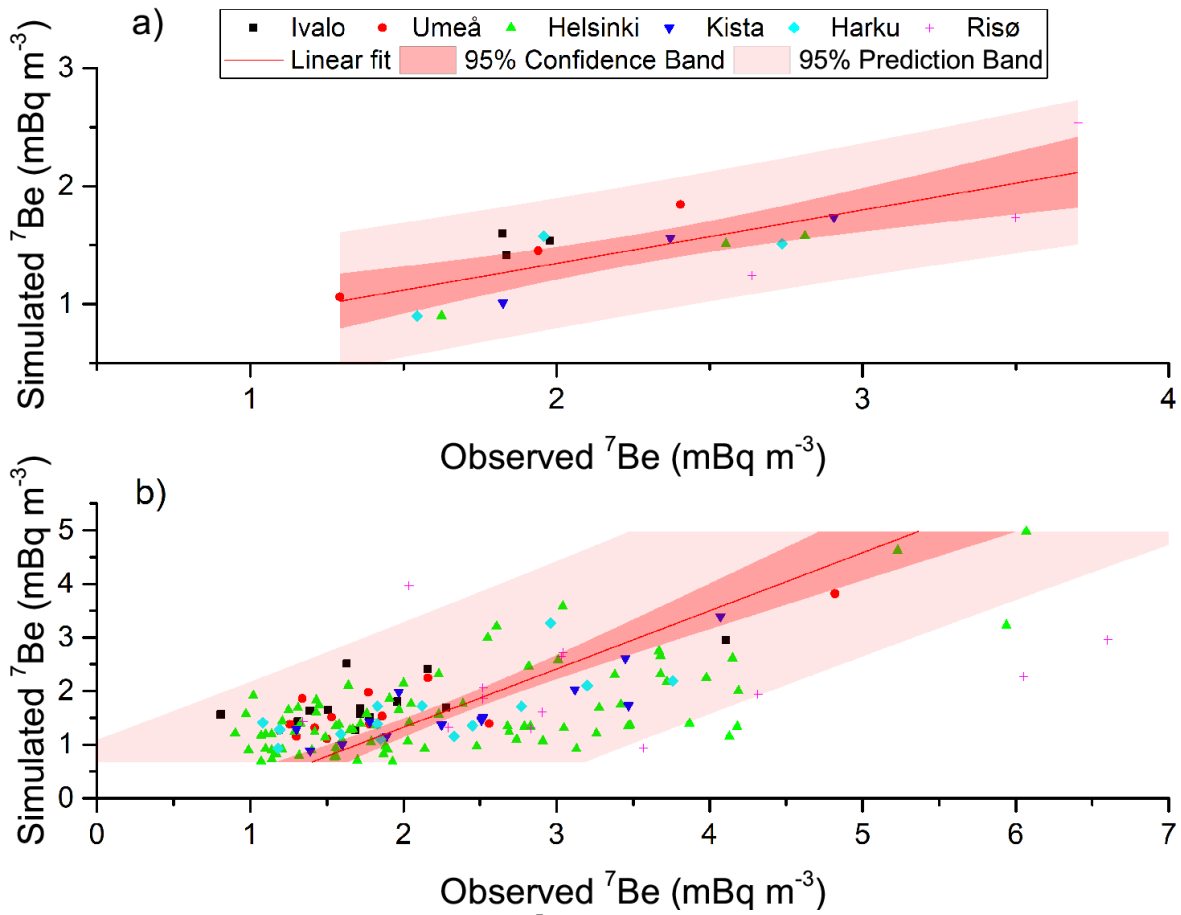 a)
Ivalo Umeå Helsinki Kista Harku Risø
Linear fit 95% Confidence Band 95% Prediction Band
Simulated ⁷Be (mBq m⁻³)
3
2
1
1 2 3 4
Observed ⁷Be (mBq m⁻³)
b)
Simulated ⁷Be (mBq m⁻³)
5
4
3
2
1
0
0 1 2 3 4 5 6 7
Observed ⁷Be (mBq m⁻³)